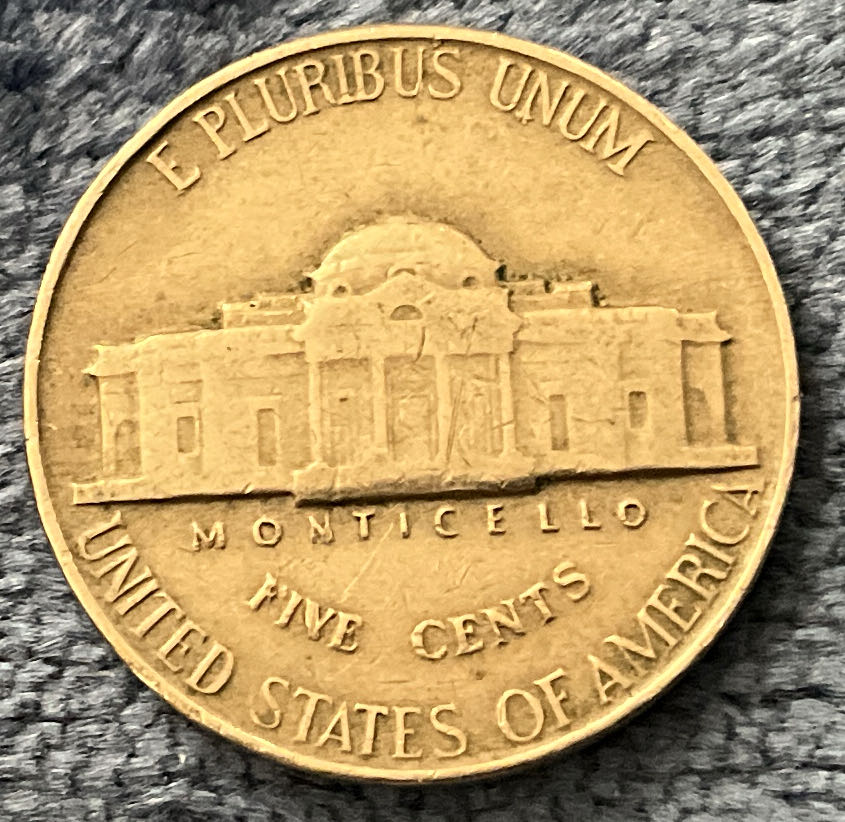 E PLURIBUS UNUM
MONTICELLO
FIVE CENTS
UNITED STATES OF AMERICA